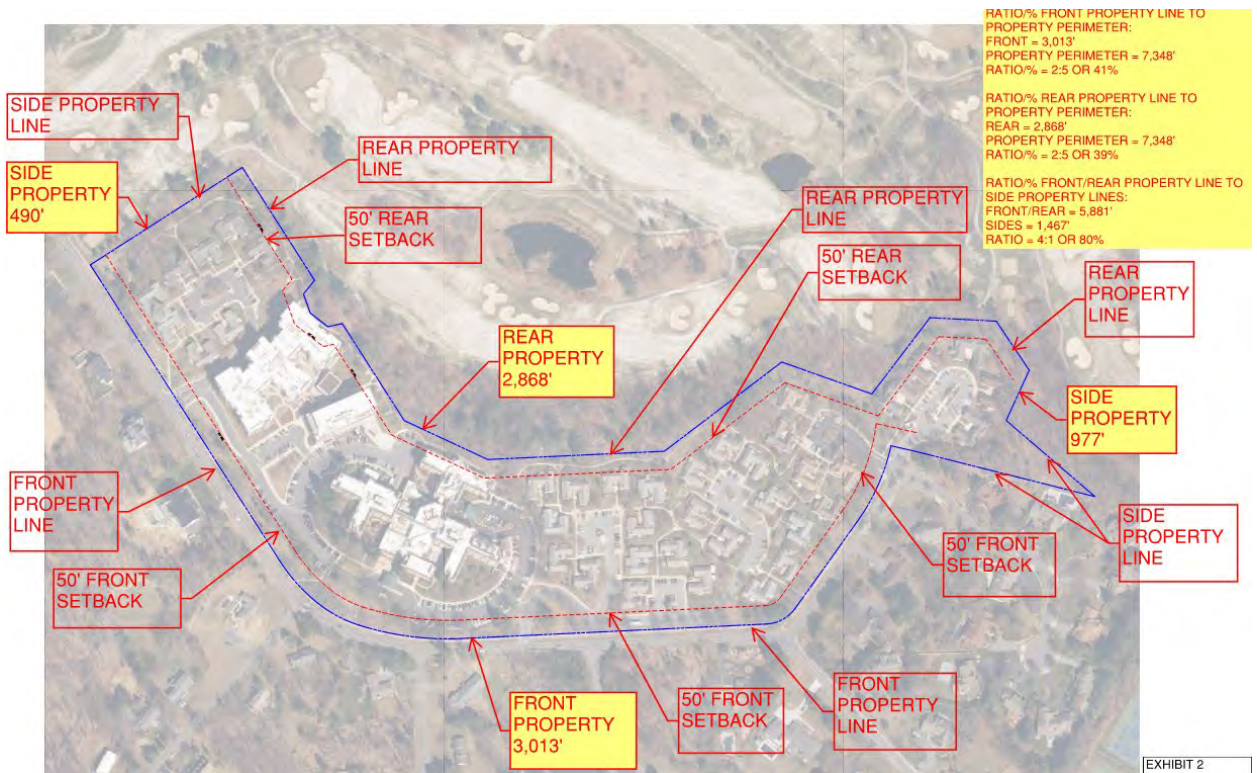 RATIO/% FRONT PROPERTY LINE TO
PROPERTY PERIMETER:
FRONT = 3,013'
PROPERTY PERIMETER = 7,348'
RATIO/% = 2:5 OR 41%
RATIO/% REAR PROPERTY LINE TO
PROPERTY PERIMETER:
REAR = 2,868'
PROPERTY PERIMETER = 7,348'
RATIO/% = 2:5 OR 39%
RATIO/% FRONT/REAR PROPERTY LINE TO
SIDE PROPERTY LINES:
FRONT/REAR = 5,881'
SIDES = 1,467'
RATIO = 4:1 OR 80%
SIDE PROPERTY
LINE
SIDE
PROPERTY
490'
REAR PROPERTY
LINE
50' REAR
SETBACK
REAR PROPERTY
LINE
50' REAR
SETBACK
REAR
PROPERTY
LINE
REAR
PROPERTY
2,868'
SIDE
PROPERTY
977'
FRONT
PROPERTY
LINE
50' FRONT
SETBACK
50' FRONT
SETBACK
SIDE
PROPERTY
LINE
FRONT
PROPERTY
3,013'
50' FRONT
SETBACK
FRONT
PROPERTY
LINE
EXHIBIT 2